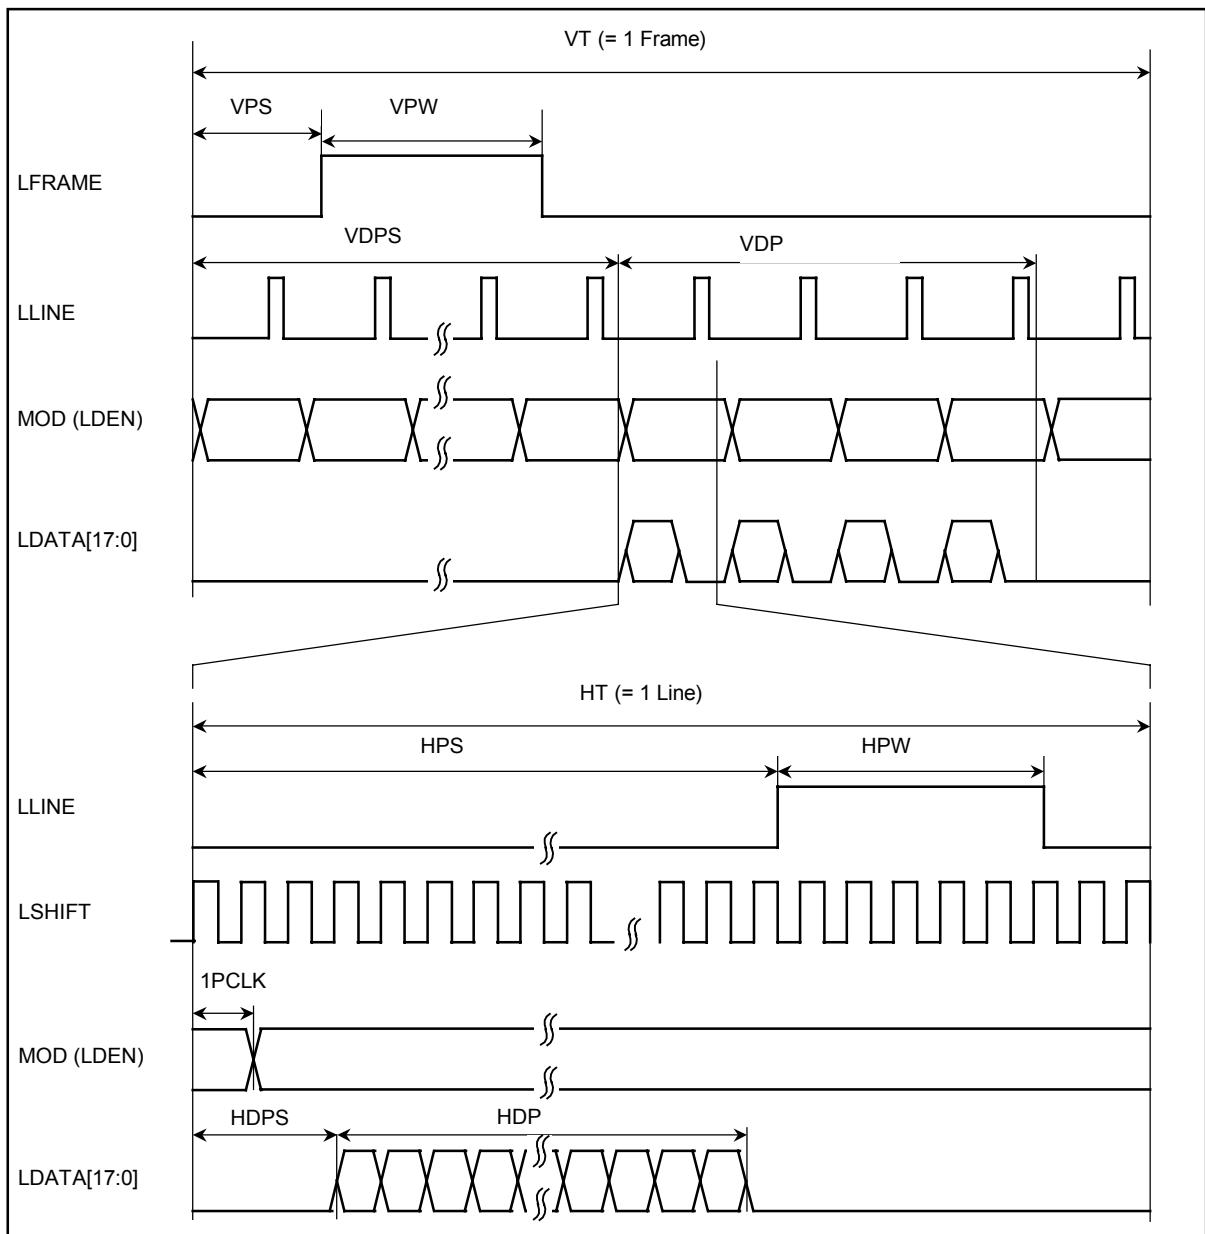 VT (= 1 Frame)
VPS
VPW
LFRAME
VDPS
VDP
LLINE
MOD (LDEN)
LDATA[17:0]
HT (= 1 Line)
HPS
HPW
LLINE
LSHIFT
1PCLK
MOD (LDEN)
HDPS
HDP
LDATA[17:0]